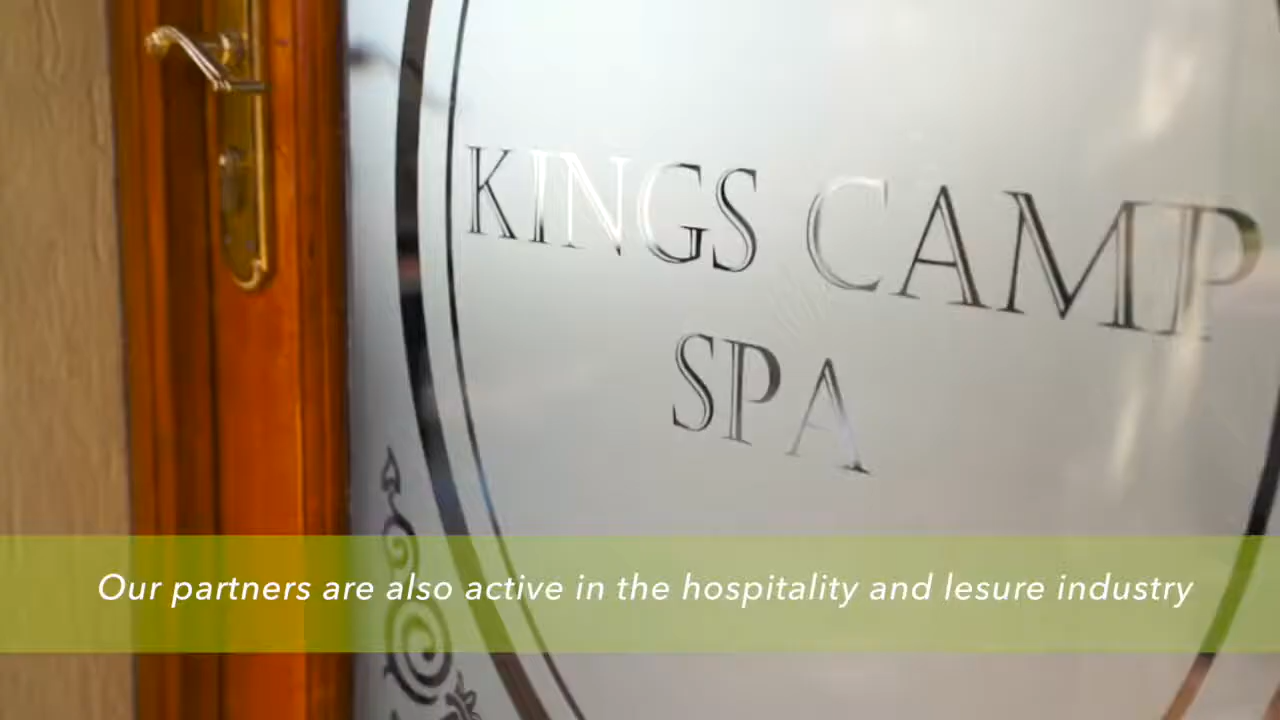 KINGS CAMP
SPA
Our partners are also active in the hospitality and lesure industry